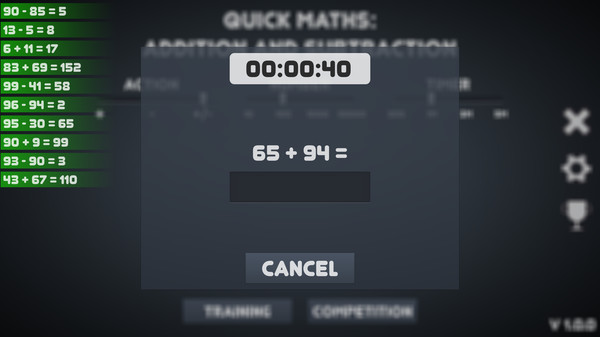 90 - 85 = 5
13 - 5 = 8
6 + 11 = 17
83 + 69 = 152
99 - 41 = 58
96 - 94 = 2
95 - 30 = 65
90 + 9 = 99
93 - 90 = 3
43 + 67 = 110
QUICK MATHS:
ADDITION AND SUBTRACTION
ACTION
TIMER
00:00:40
65 + 94 =
CANCEL
TRAINING
COMPETITION
V 1.0.0